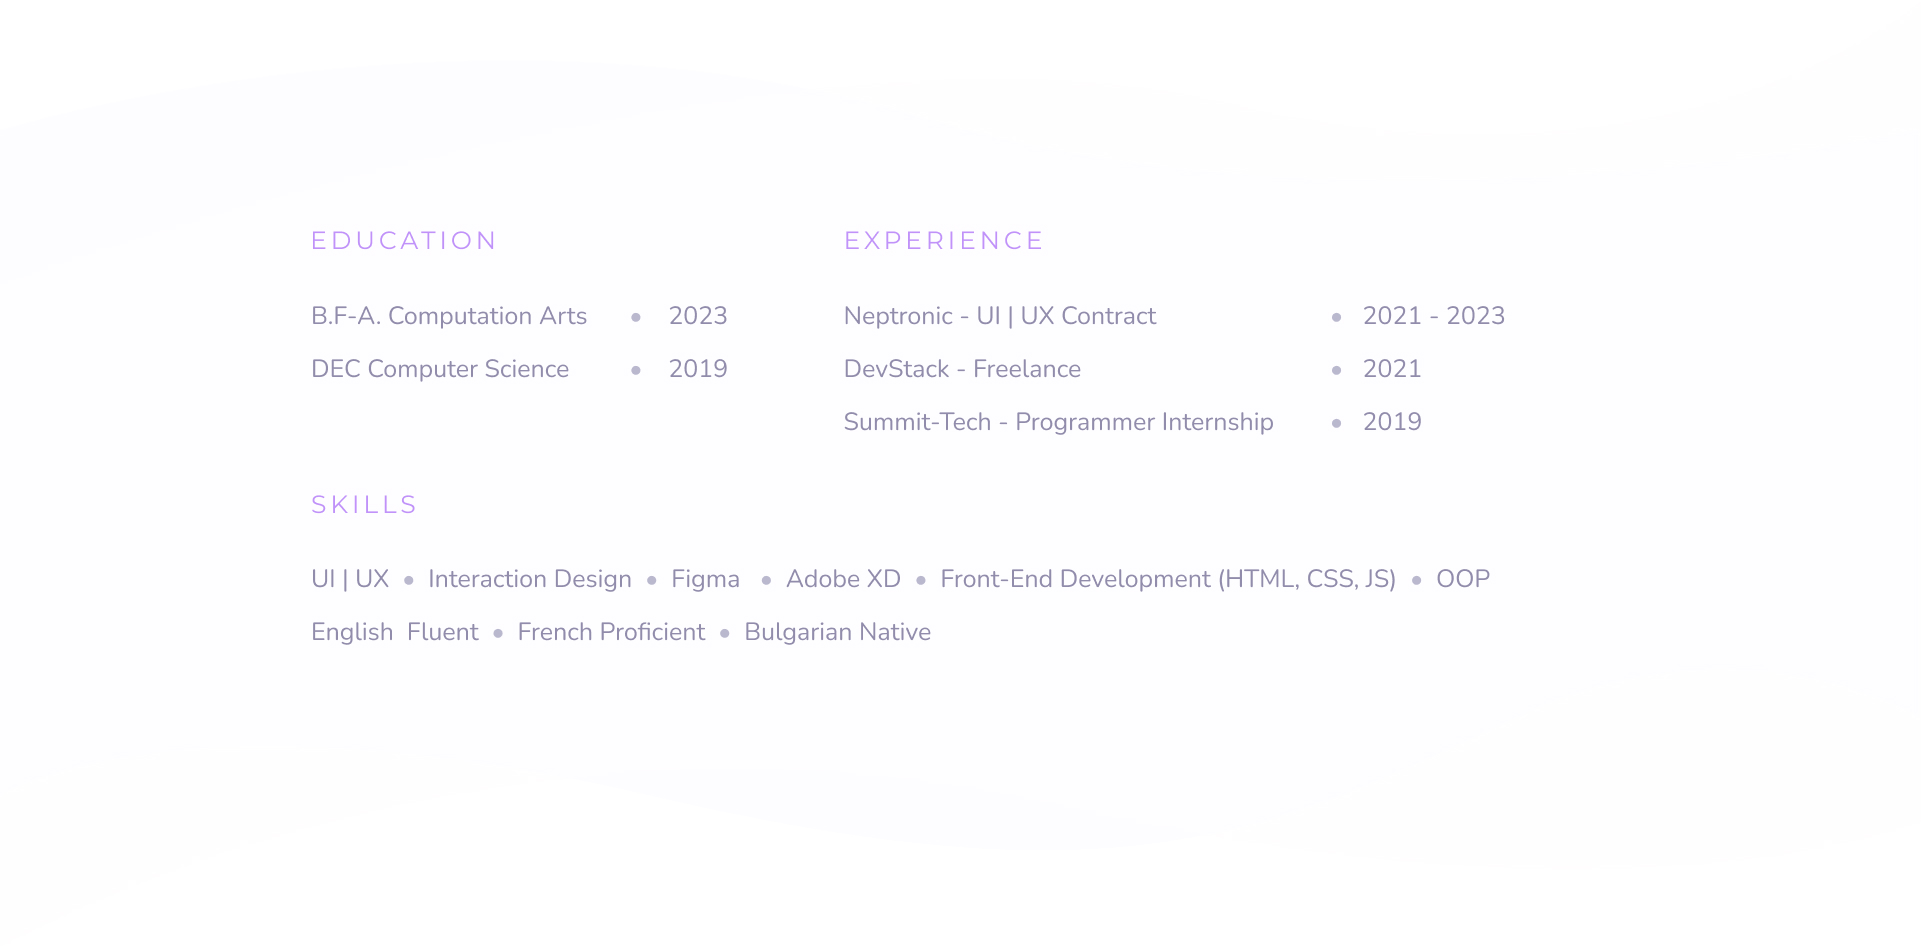 EDUCATION
B.F-A. Computation Arts • 2023
DEC Computer Science • 2019
EXPERIENCE
Neptronic - UI | UX Contract • 2021 - 2023
DevStack - Freelance • 2021
Summit-Tech - Programmer Internship • 2019
SKILLS
UI | UX • Interaction Design • Figma • Adobe XD • Front-End Development (HTML, CSS, JS) • OOP
English Fluent • French Proficient • Bulgarian Native